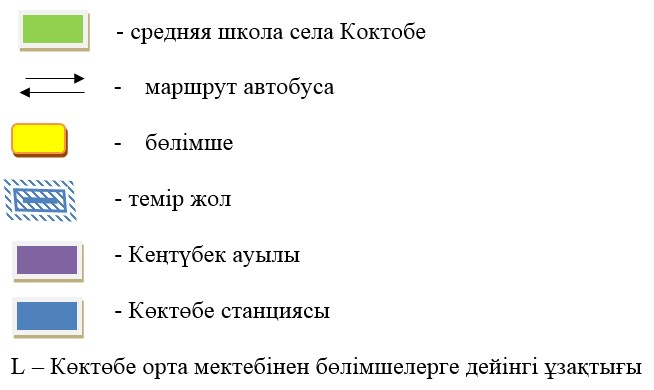 - средняя школа села Коктобе
- маршрут автобуса
- бөлімше
- темір жол
- Кеңтүбек ауылы
- Көктөбе станциясы
L – Көктөбе орта мектебінен бөлімшелерге дейінгі ұзақтығы